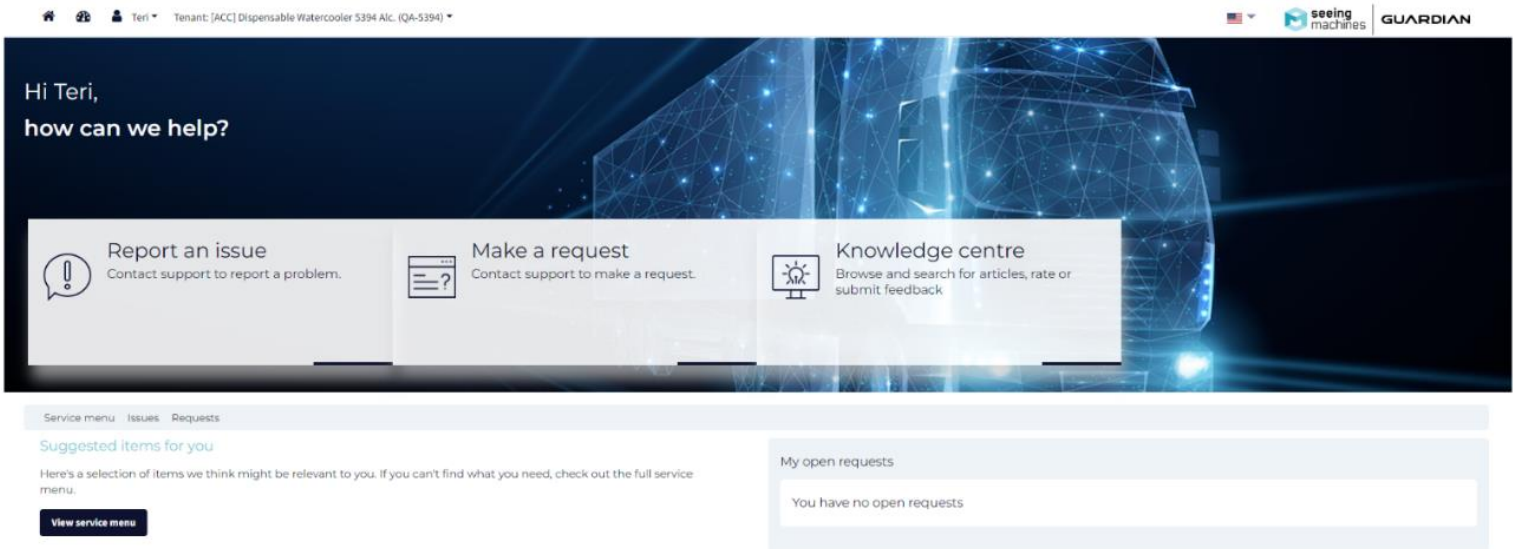 Teri
Tenant: [ACC] Dispensable Watercooler 5394 Alc. (QA-5394)
seeing
machines
GUARDIAN
Hi Teri,
how can we help?
Report an issue
Contact support to report a problem.
Make a request
Contact support to make a request.
Knowledge centre
Browse and search for articles, rate or
submit feedback
Service menu Issues Requests
Suggested items for you
Here's a selection of items we think might be relevant to you. If you can't find what you need, check out the full service
menu.
View service menu
My open requests
You have no open requests